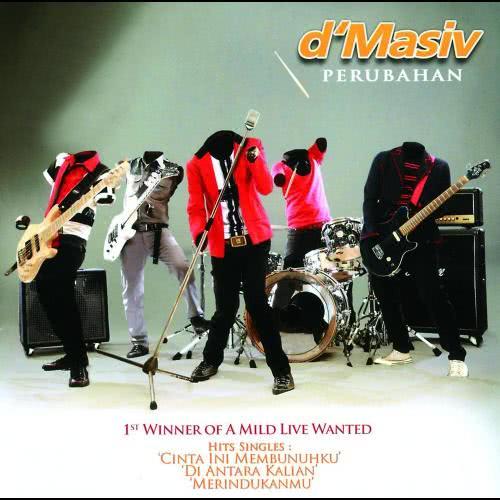 d'Masiv
PERUBAHAN
1ST WINNER OF A MILD LIVE WANTED
HITS SINGLES :
'CINTA INI MEMBUNUHKU'
'DI ANTARA KALIAN'
'MERINDUKANMU'